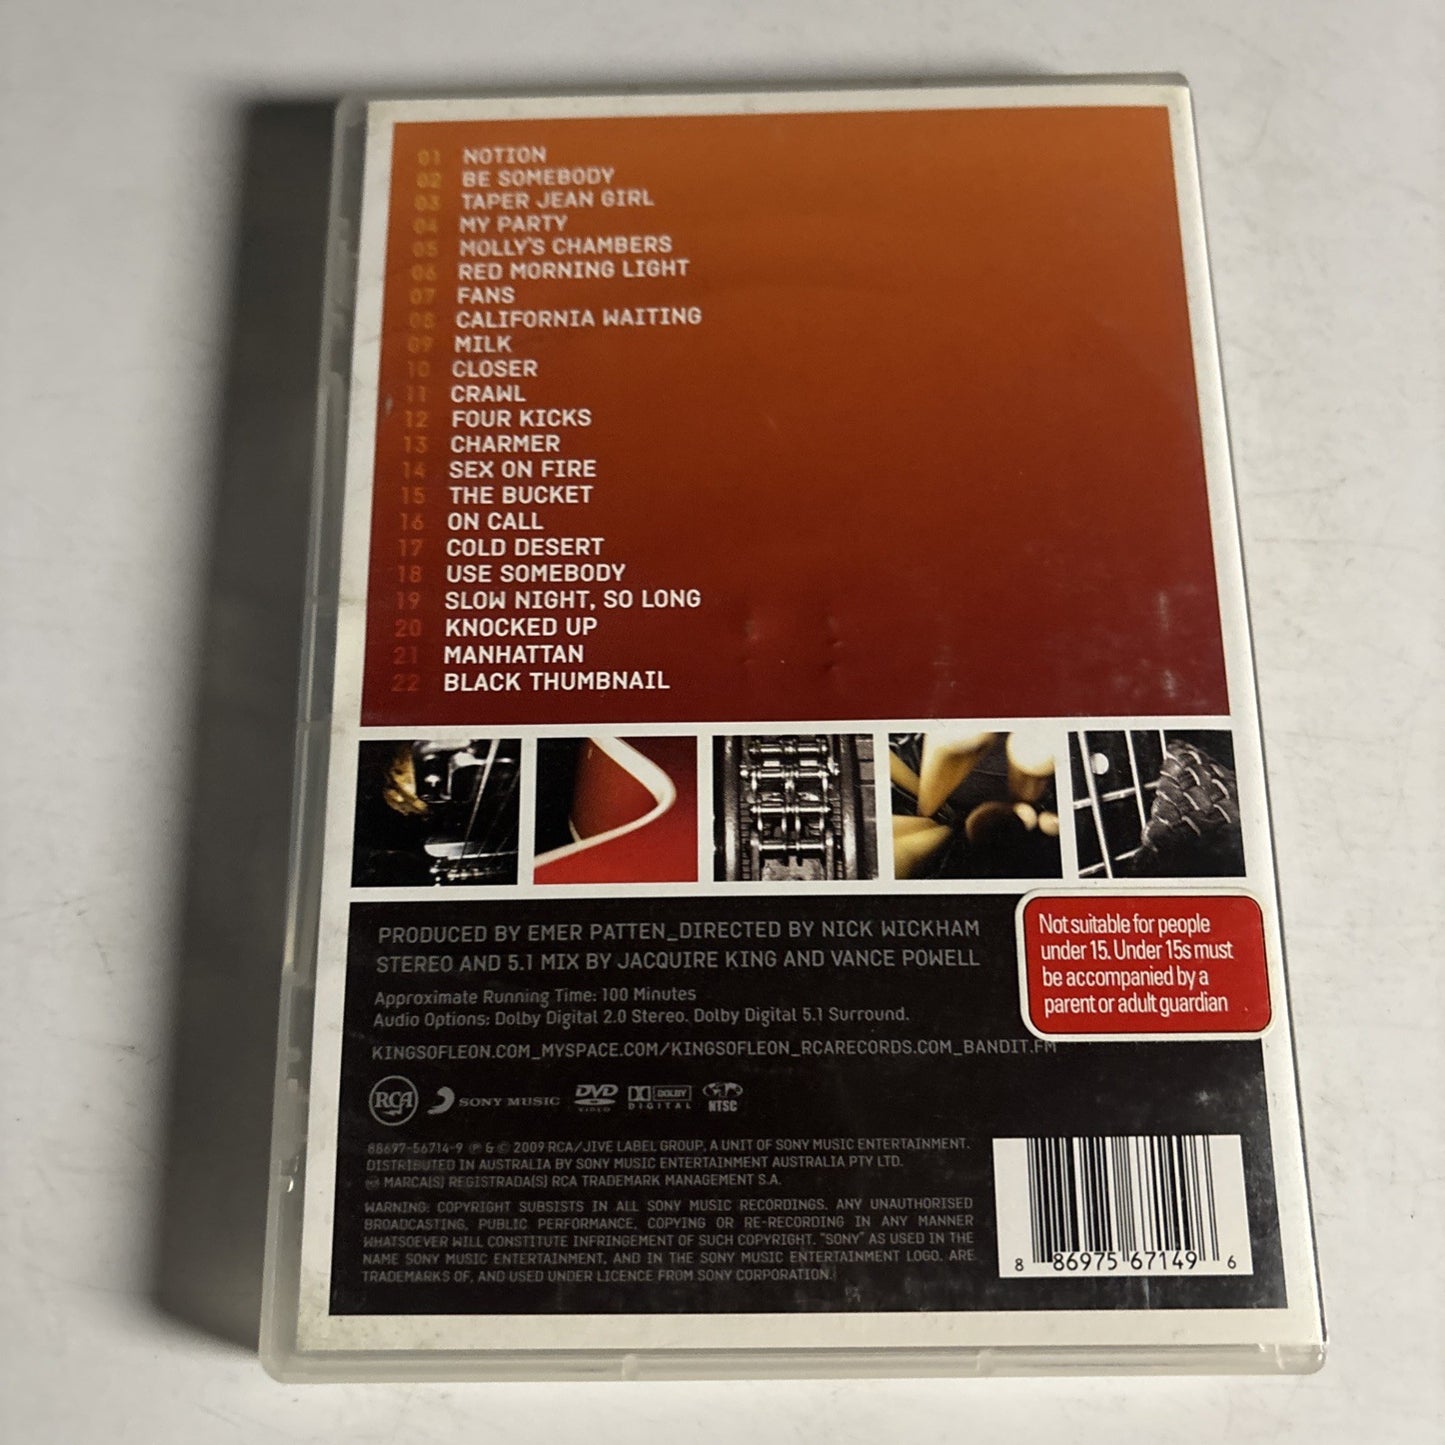 01 NOTION
02 BE SOMEBODY
03 TAPER JEAN GIRL
04 MY PARTY
05 MOLLY'S CHAMBERS
06 RED MORNING LIGHT
07 FANS
08 CALIFORNIA WAITING
09 MILK
10 CLOSER
11 CRAWL
12 FOUR KICKS
13 CHARMER
14 SEX ON FIRE
15 THE BUCKET
16 ON CALL
17 COLD DESERT
18 USE SOMEBODY
19 SLOW NIGHT, SO LONG
20 KNOCKED UP
21 MANHATTAN
22 BLACK THUMBNAIL
PRODUCED BY EMER PATTEN_DIRECTED BY NICK WICKHAM
STEREO AND 5.1 MIX BY JACQUIRE KING AND VANCE POWELL
Approximate Running Time: 100 Minutes
Audio Options: Dolby Digital 2.0 Stereo. Dolby Digital 5.1 Surround.
KINGSOFLEON.COM_MYSPACE.COM/KINGSOFLEON_RCARECORDS.COM_BANDIT.FM
Not suitable for people
under 15. Under 15s must
be accompanied by a
parent or adult guardian
RCA SONY MUSIC DVD VIDEO DOLBY DIGITAL NTSC
88697-56714-9 ℗ & © 2009 RCA/JIVE LABEL GROUP, A UNIT OF SONY MUSIC ENTERTAINMENT.
DISTRIBUTED IN AUSTRALIA BY SONY MUSIC ENTERTAINMENT AUSTRALIA PTY LTD.
MARCA(S) REGISTRADA(S) RCA TRADEMARK MANAGEMENT S.A.
WARNING: COPYRIGHT SUBSISTS IN ALL SONY MUSIC RECORDINGS. ANY UNAUTHORISED
BROADCASTING, PUBLIC PERFORMANCE, COPYING OR RE-RECORDING IN ANY MANNER
WHATSOEVER WILL CONSTITUTE INFRINGEMENT OF SUCH COPYRIGHT. "SONY" AS USED IN THE
NAME SONY MUSIC ENTERTAINMENT, AND IN THE SONY MUSIC ENTERTAINMENT LOGO, ARE
TRADEMARKS OF, AND USED UNDER LICENCE FROM SONY CORPORATION.
8 86975 67149 6